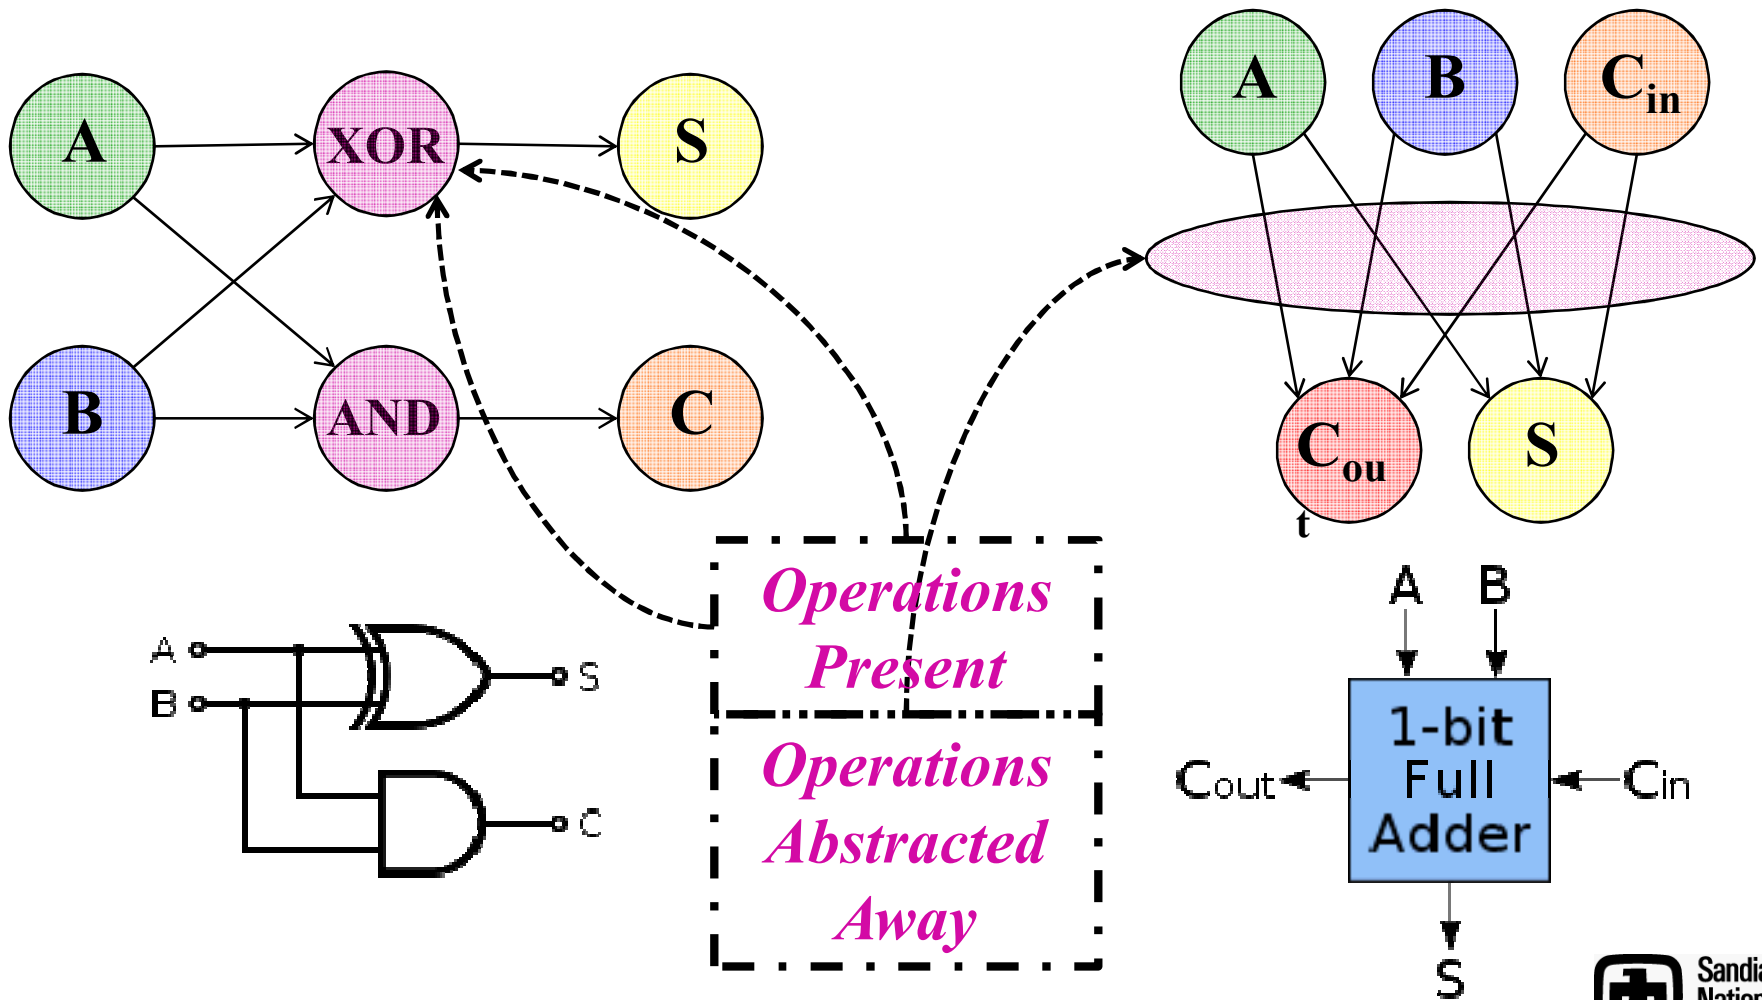 A
XOR
S
B
AND
C
A
B
Cin
Cou
t
S
Operations
Present
Operations
Abstracted
Away
A
B
S
C
A
B
1-bit
Full
Adder
Cout
Cin
S
Sandia